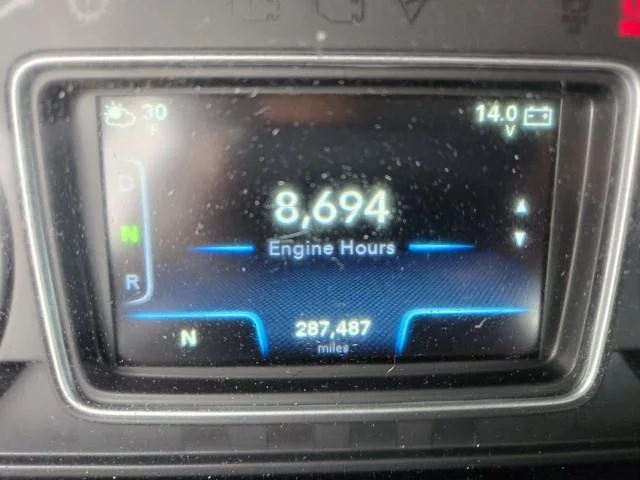 30 °F
14.0 V
D
8,694
N
Engine Hours
R
287,487
N
miles